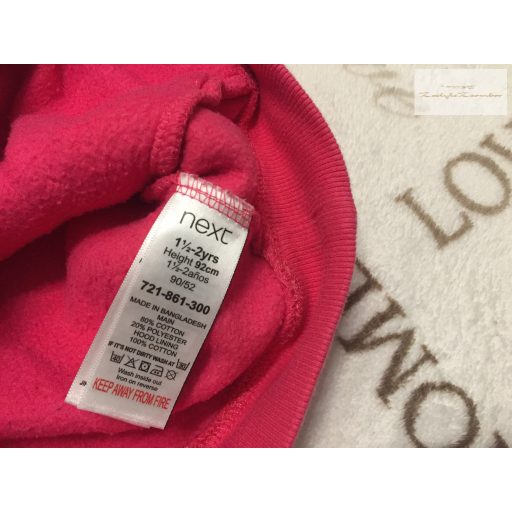 next
1½-2yrs
Height 92cm
1½-2años
90/52
721-861-300
MADE IN BANGLADESH
MAIN
80% COTTON
20% POLYESTER
HOOD LINING
100% COTTON
IF IT'S NOT DIRTY WASH AT
Wash inside out
Iron on reverse
KEEP AWAY FROM FIRE